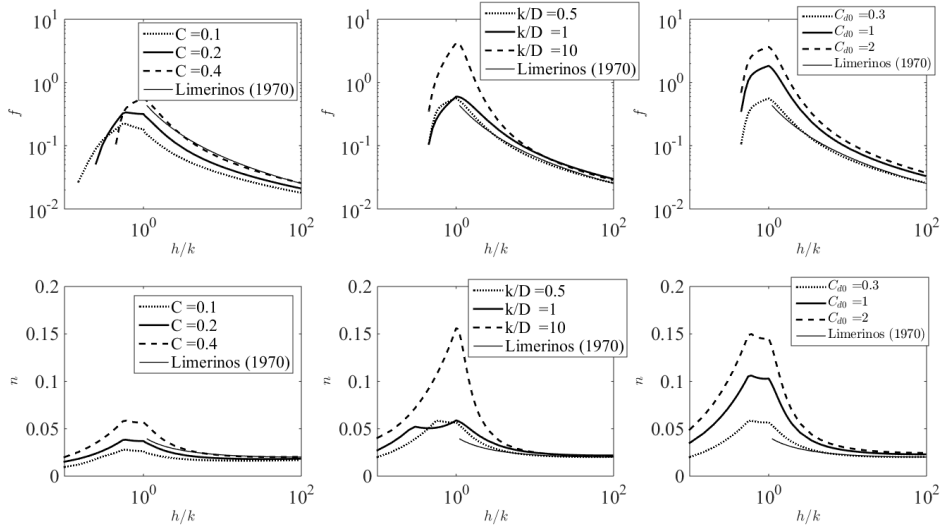 10^1
10^0
10^-1
10^-2
f
C =0.1
C =0.2
C =0.4
Limerinos (1970)
10^0
10^2
h/k
10^1
10^0
10^-1
10^-2
f
k/D =0.5
k/D =1
k/D =10
Limerinos (1970)
10^0
10^2
h/k
10^1
10^0
10^-1
10^-2
f
C_d0 =0.3
C_d0 =1
C_d0 =2
Limerinos (1970)
10^0
10^2
h/k
0.2
0.15
0.1
0.05
0
n
C =0.1
C =0.2
C =0.4
Limerinos (1970)
10^0
10^2
h/k
0.2
0.15
0.1
0.05
0
n
k/D =0.5
k/D =1
k/D =10
Limerinos (1970)
10^0
10^2
h/k
0.2
0.15
0.1
0.05
0
n
C_d0 =0.3
C_d0 =1
C_d0 =2
Limerinos (1970)
10^0
10^2
h/k